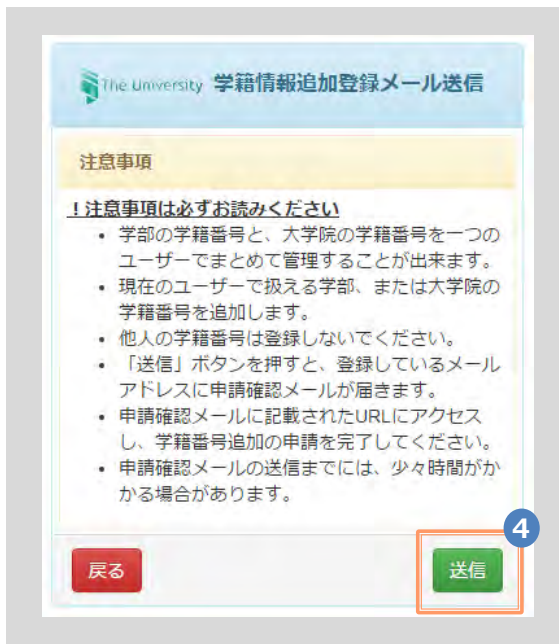 The University 学籍情報追加登録メール送信
注意事項
！注意事項は必ずお読みください
• 学部の学籍番号と、大学院の学籍番号を一つの
ユーザーでまとめて管理することが出来ます。
• 現在のユーザーで扱える学部、または大学院の
学籍番号を追加します。
• 他人の学籍番号は登録しないでください。
• 「送信」ボタンを押すと、登録しているメール
アドレスに申請確認メールが届きます。
• 申請確認メールに記載されたURLにアクセス
し、学籍番号追加の申請を完了してください。
• 申請確認メールの送信までには、少々時間がか
かる場合があります。
4
戻る
送信